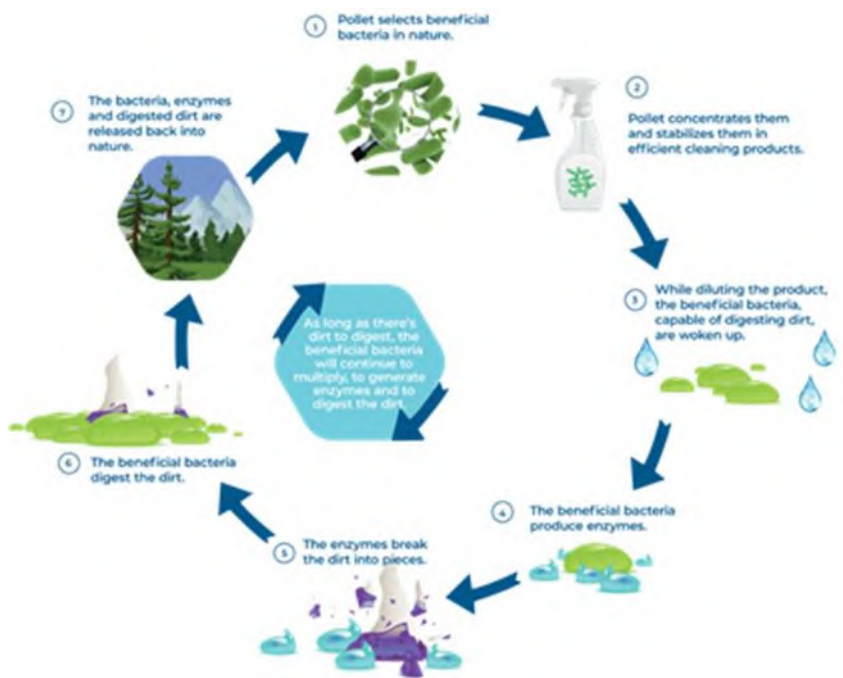 1
Pollet selects beneficial
bacteria in nature.
2
Pollet concentrates them
and stabilizes them in
efficient cleaning products.
3
While diluting the product,
the beneficial bacteria,
capable of digesting dirt,
are woken up.
4
The beneficial bacteria
produce enzymes.
5
The enzymes break
the dirt into pieces.
6
The beneficial bacteria
digest the dirt.
7
The bacteria, enzymes
and digested dirt are
released back into
nature.
As long as there's
dirt to digest, the
beneficial bacteria
will continue to
multiply, to generate
enzymes and to
digest the dirt.